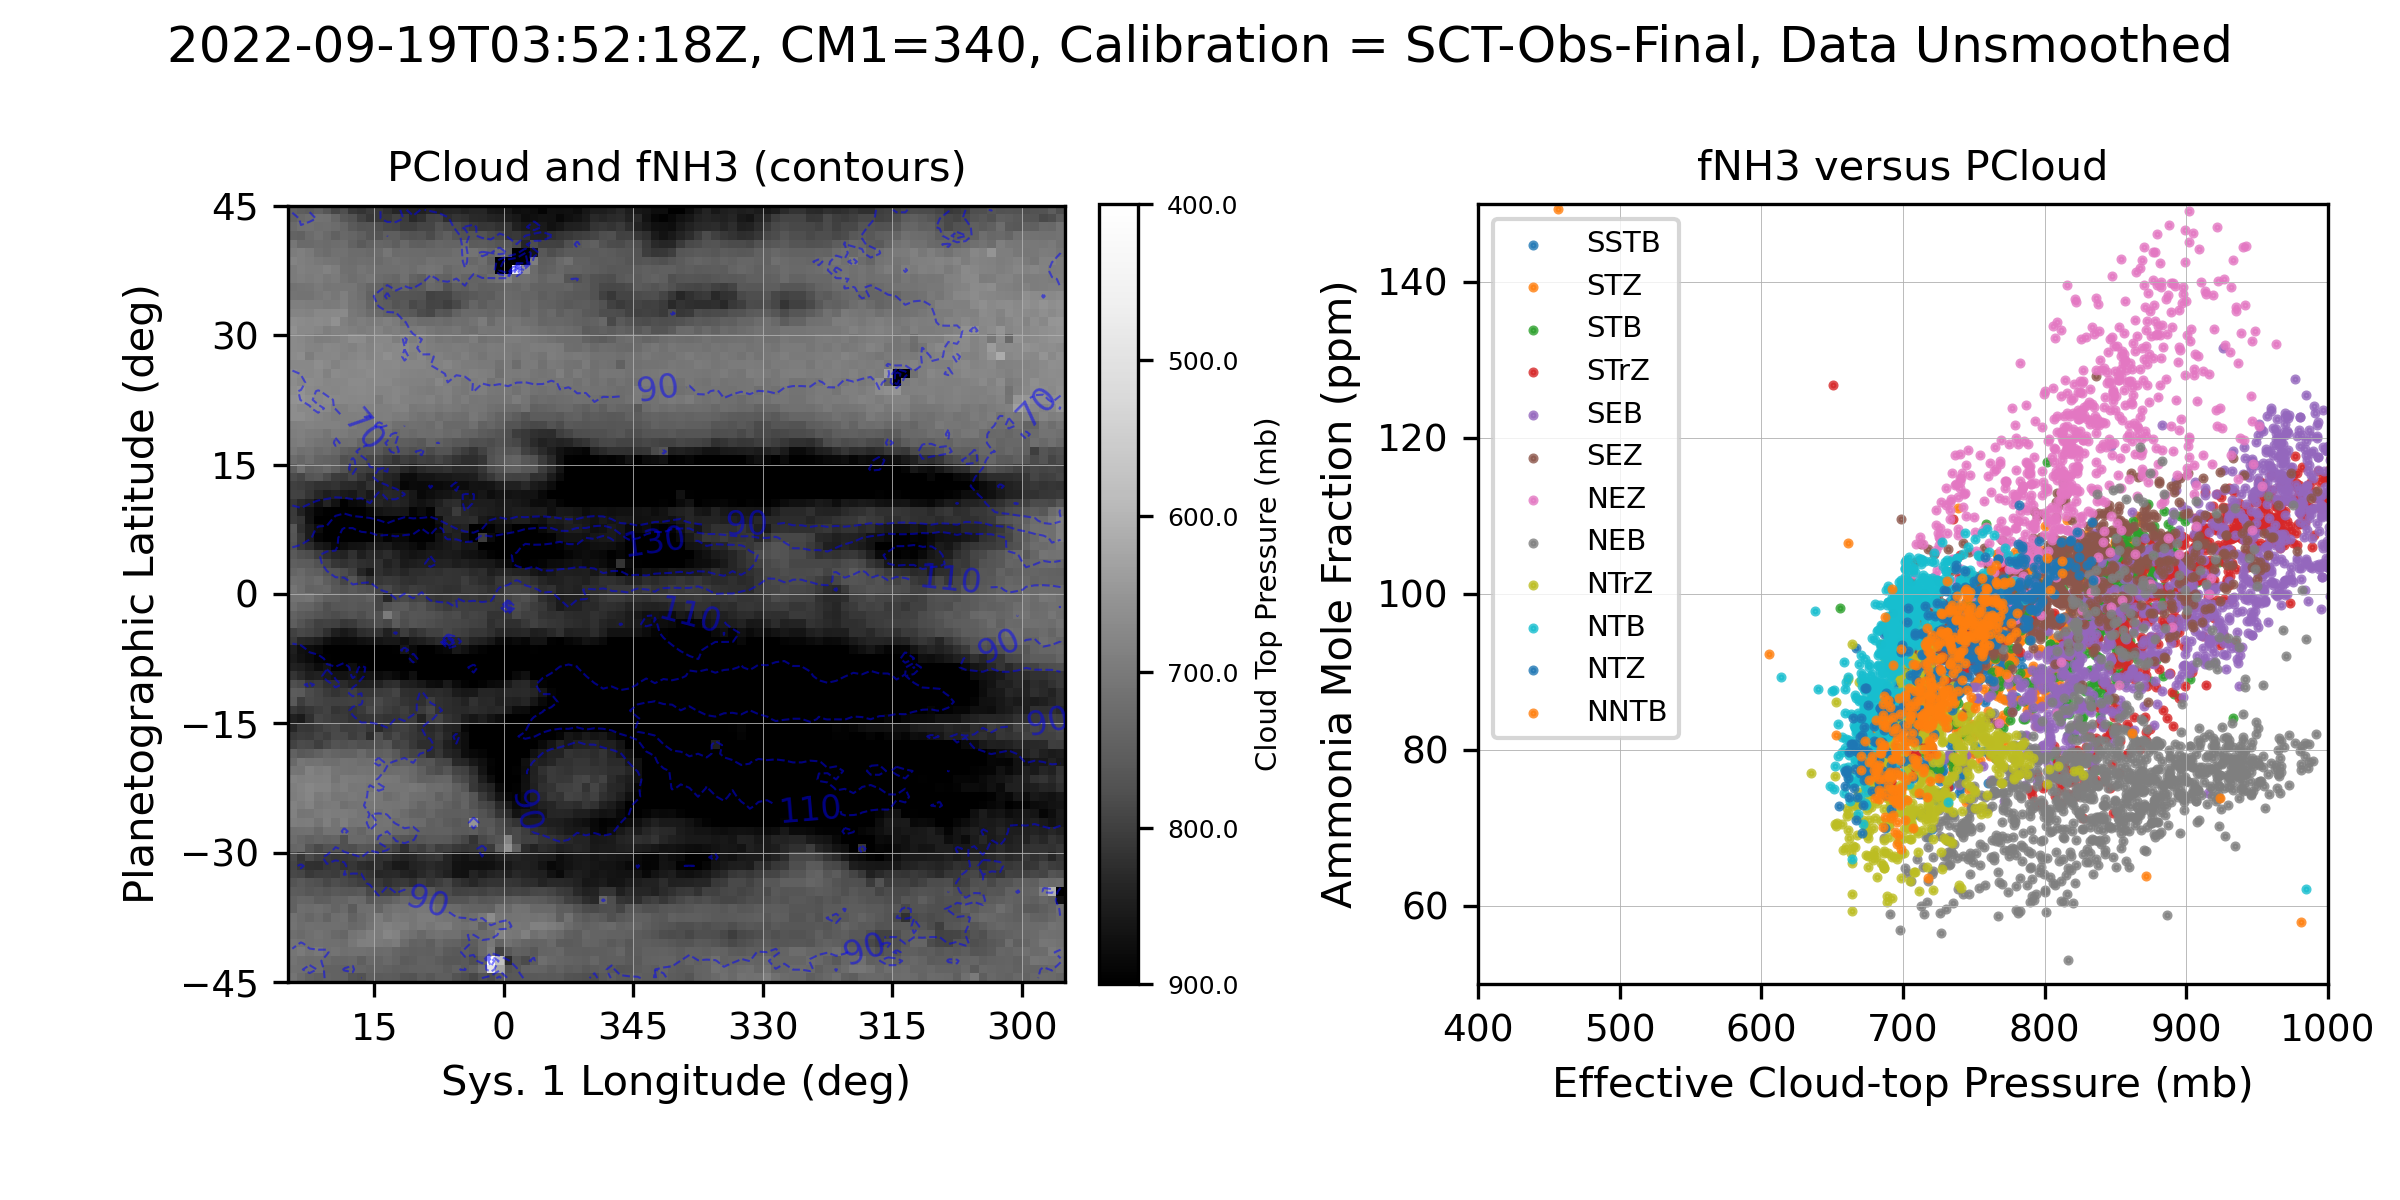 2022-09-19T03:52:18Z, CM1=340, Calibration = SCT-Obs-Final, Data Unsmoothed
PCloud and fNH3 (contours)
Planetographic Latitude (deg)
45
30
15
0
−15
−30
−45
15
0
345
330
315
300
Sys. 1 Longitude (deg)
90
70
70
90
130
110
110
90
90
90
110
90
90
400.0
500.0
600.0
700.0
800.0
900.0
Cloud Top Pressure (mb)
fNH3 versus PCloud
Ammonia Mole Fraction (ppm)
140
120
100
80
60
SSTB
STZ
STB
STrZ
SEB
SEZ
NEZ
NEB
NTrZ
NTB
NTZ
NNTB
400
500
600
700
800
900
1000
Effective Cloud-top Pressure (mb)